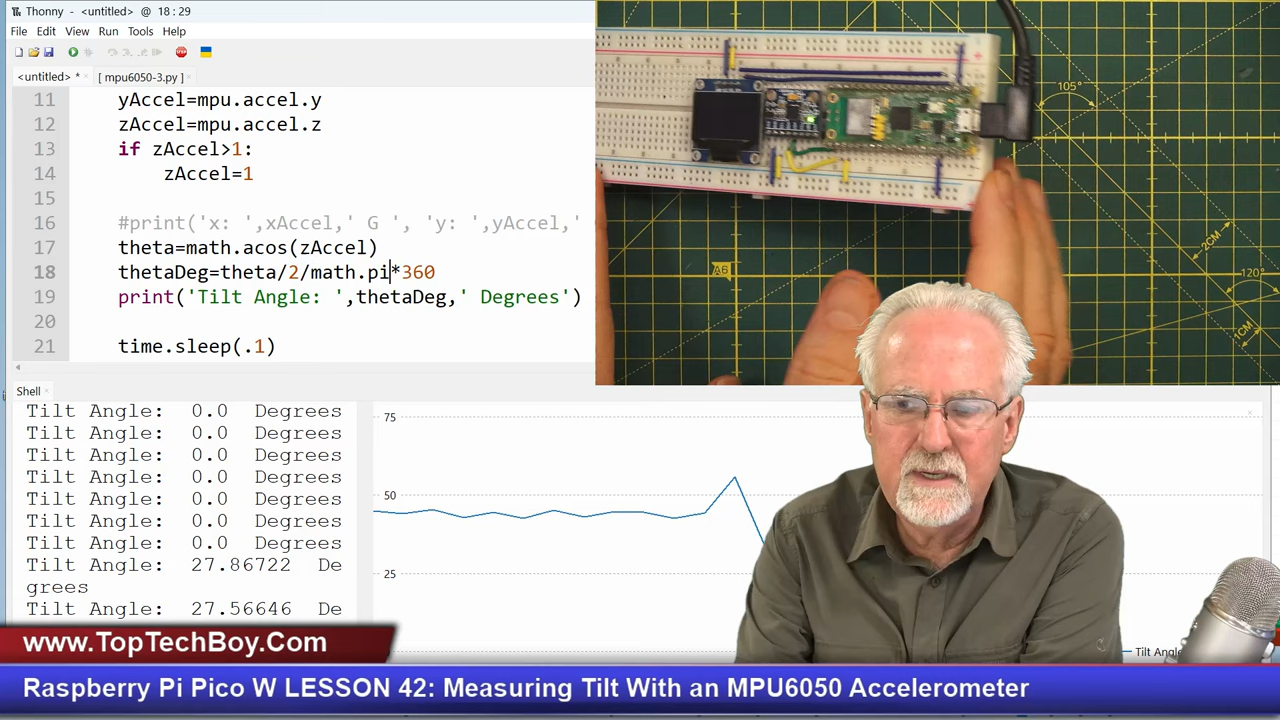 Thonny - <untitled> @ 18 : 29
File Edit View Run Tools Help
<untitled> * [ mpu6050-3.py ]
11 yAccel=mpu.accel.y
12 zAccel=mpu.accel.z
13 if zAccel>1:
14 zAccel=1
15
16 #print('x: ',xAccel,' G ', 'y: ',yAccel,'
17 theta=math.acos(zAccel)
18 thetaDeg=theta/2/math.pi*360
19 print('Tilt Angle: ',thetaDeg,' Degrees')
20
21 time.sleep(.1)
105°
A6
2CM
120°
1CM
Shell
Tilt Angle: 0.0 Degrees
Tilt Angle: 0.0 Degrees
Tilt Angle: 0.0 Degrees
Tilt Angle: 0.0 Degrees
Tilt Angle: 0.0 Degrees
Tilt Angle: 0.0 Degrees
Tilt Angle: 0.0 Degrees
Tilt Angle: 27.86722 De
grees
Tilt Angle: 27.56646 De
75
50
25
Tilt Angle
www.TopTechBoy.Com
Raspberry Pi Pico W LESSON 42: Measuring Tilt With an MPU6050 Accelerometer